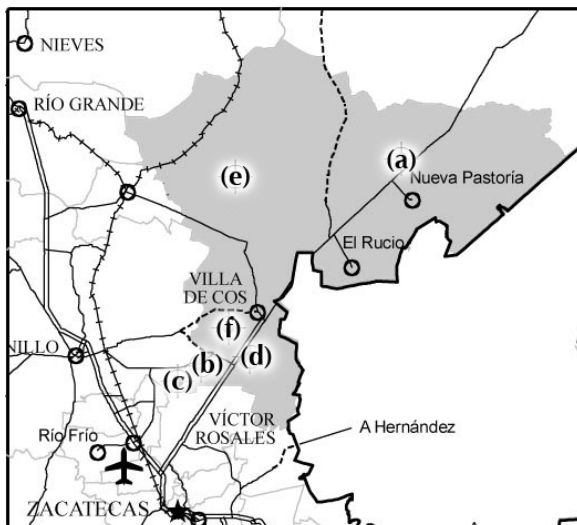 NIEVES
RÍO GRANDE
(a)
Nueva Pastoría
(e)
El Rucio
VILLA
DE COS
(f)
NILLO
(b)
(d)
(c)
VÍCTOR
ROSALES
Río Frío
A Hernández
ZACATECAS